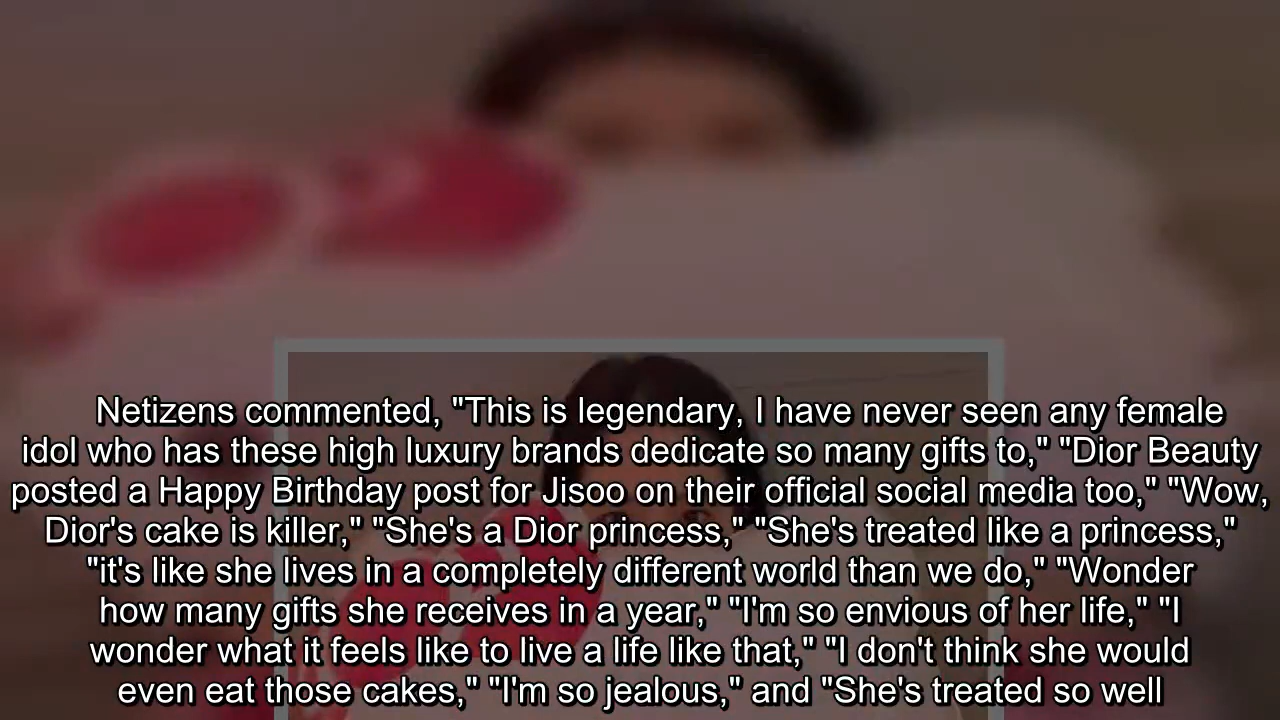 Netizens commented, "This is legendary, I have never seen any female
idol who has these high luxury brands dedicate so many gifts to," "Dior Beauty
posted a Happy Birthday post for Jisoo on their official social media too," "Wow,
Dior's cake is killer," "She's a Dior princess," "She's treated like a princess,"
"it's like she lives in a completely different world than we do," "Wonder
how many gifts she receives in a year," "I'm so envious of her life," "I
wonder what it feels like to live a life like that," "I don't think she would
even eat those cakes," "I'm so jealous," and "She's treated so well